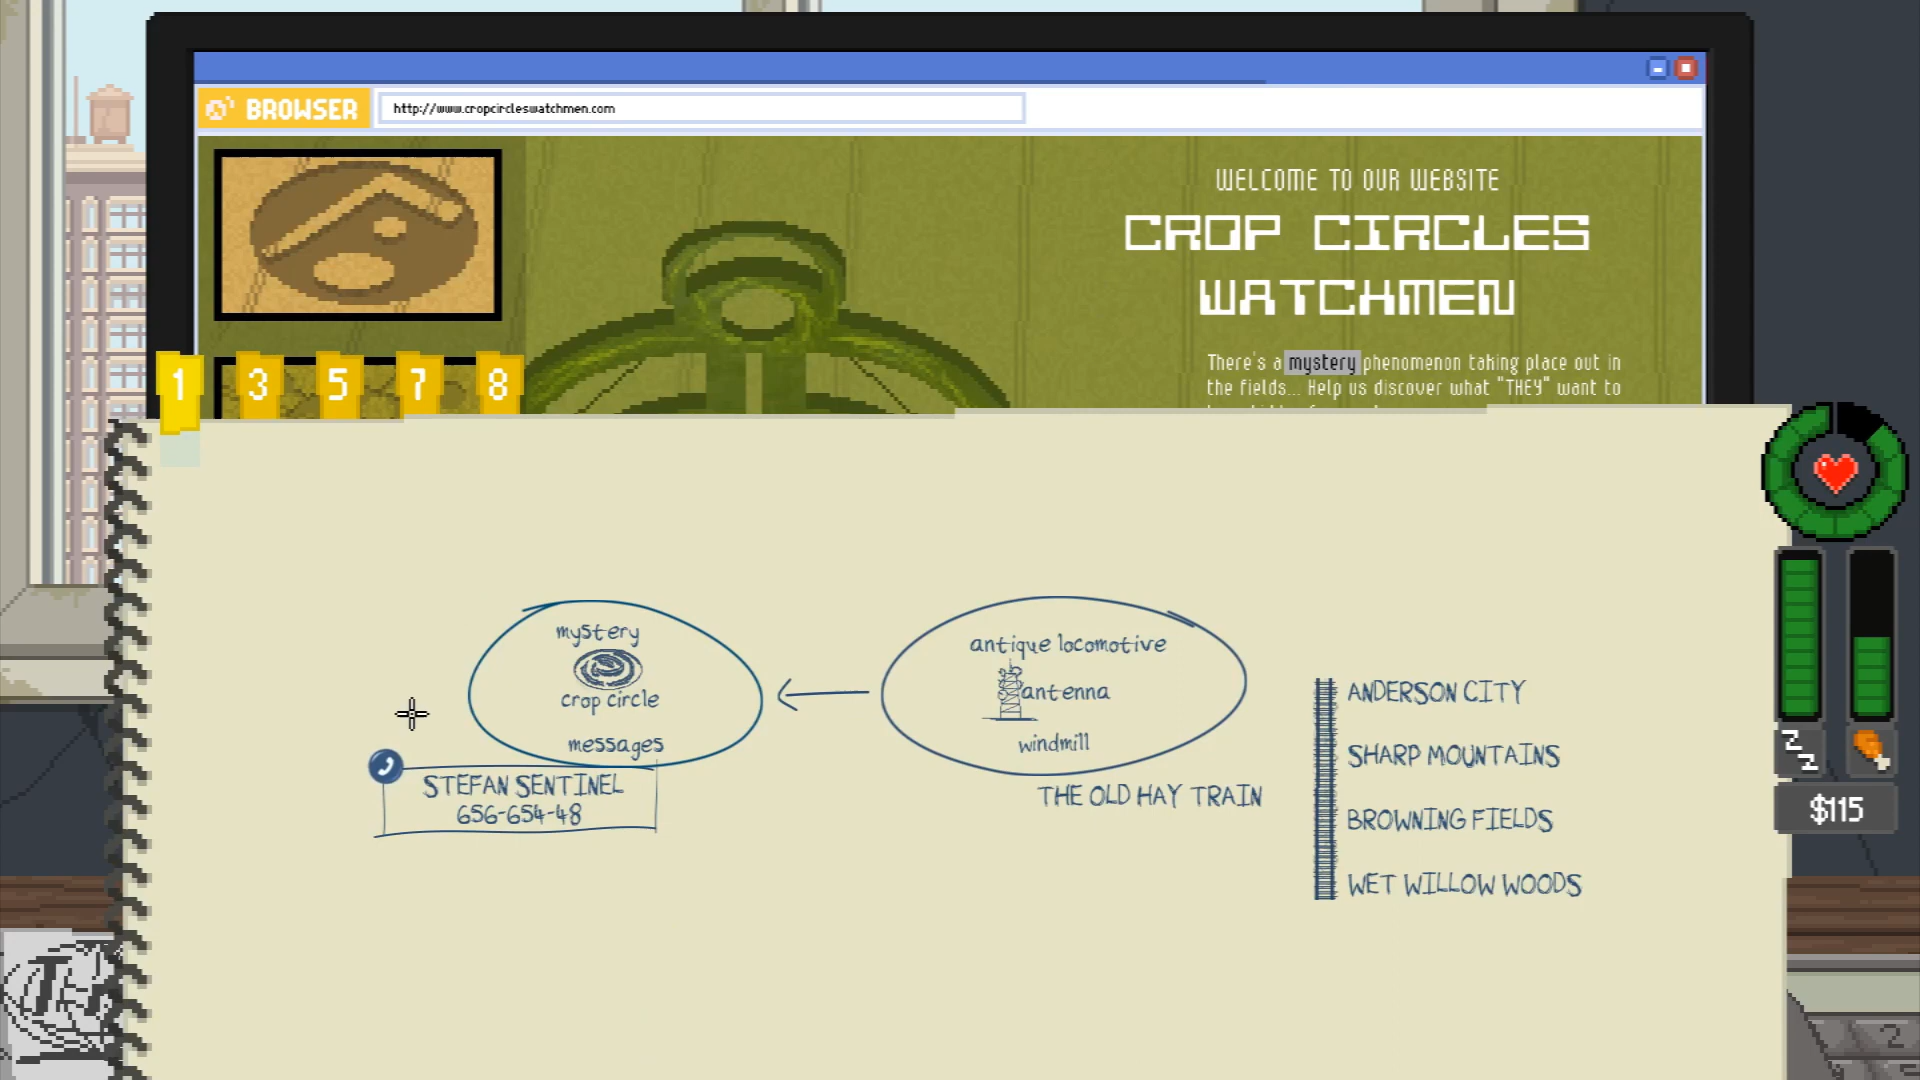 BROWSER
http://www.cropcircleswatchmen.com
WELCOME TO OUR WEBSITE
CROP CIRCLES
WATCHMEN
There's a mystery phenomenon taking place out in
the fields... Help us discover what "THEY" want to
1 3 5 7 8
mystery
crop circle
messages
STEFAN SENTINEL
656-654-48
antique locomotive
antenna
windmill
THE OLD HAY TRAIN
ANDERSON CITY
SHARP MOUNTAINS
BROWNING FIELDS
WET WILLOW WOODS
Z Z Z
$115
2